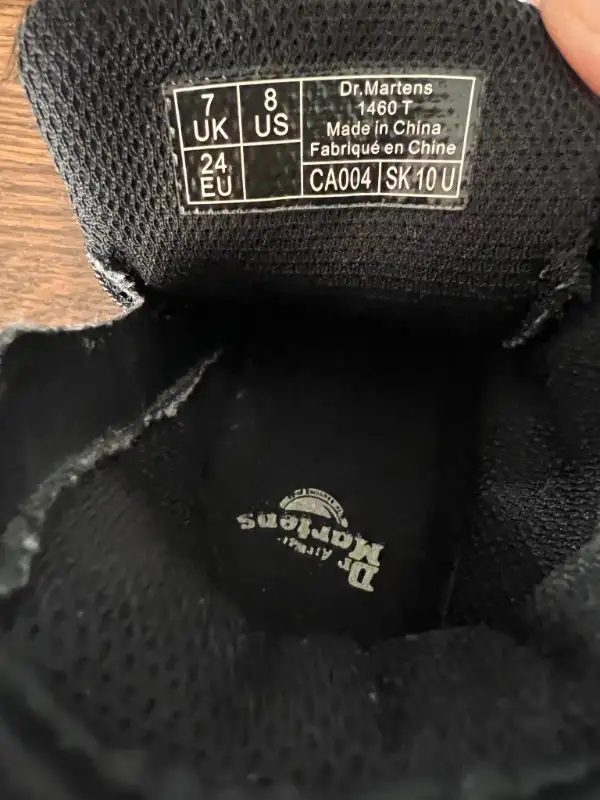 7 UK
8 US
24 EU
Dr.Martens
1460 T
Made in China
Fabriqué en Chine
CA004 SK 10 U
Dr
Martens